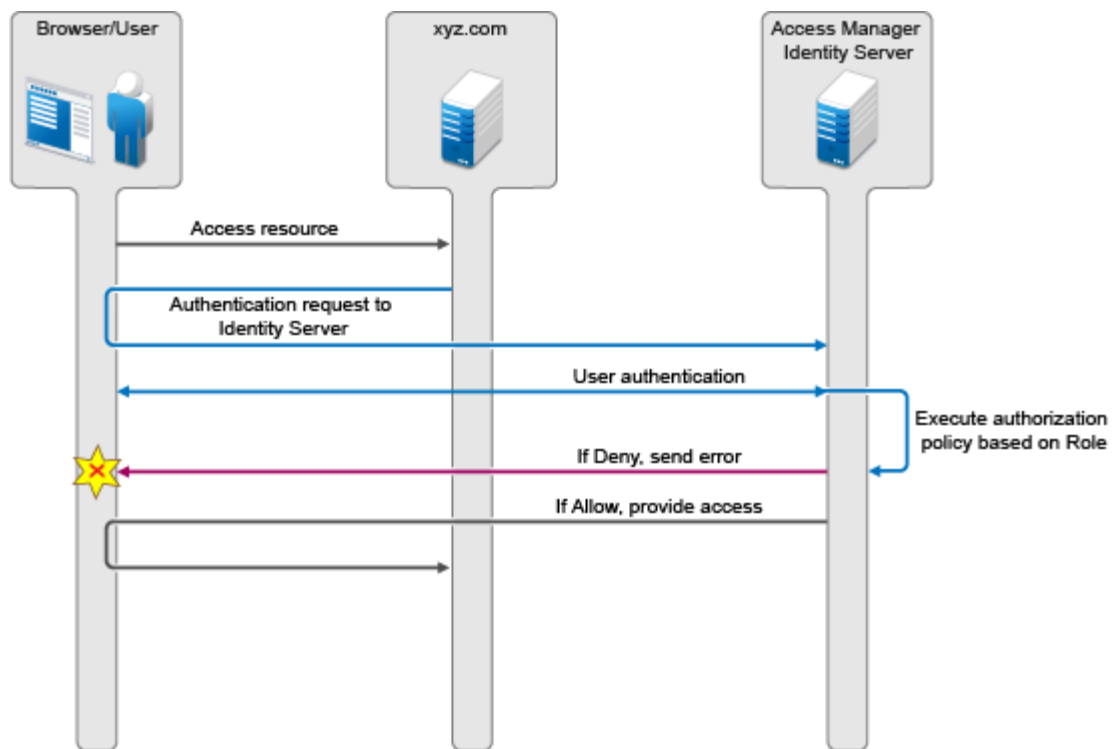 Browser/User
xyz.com
Access Manager
Identity Server
Access resource
Authentication request to
Identity Server
User authentication
Execute authorization
policy based on Role
If Deny, send error
If Allow, provide access